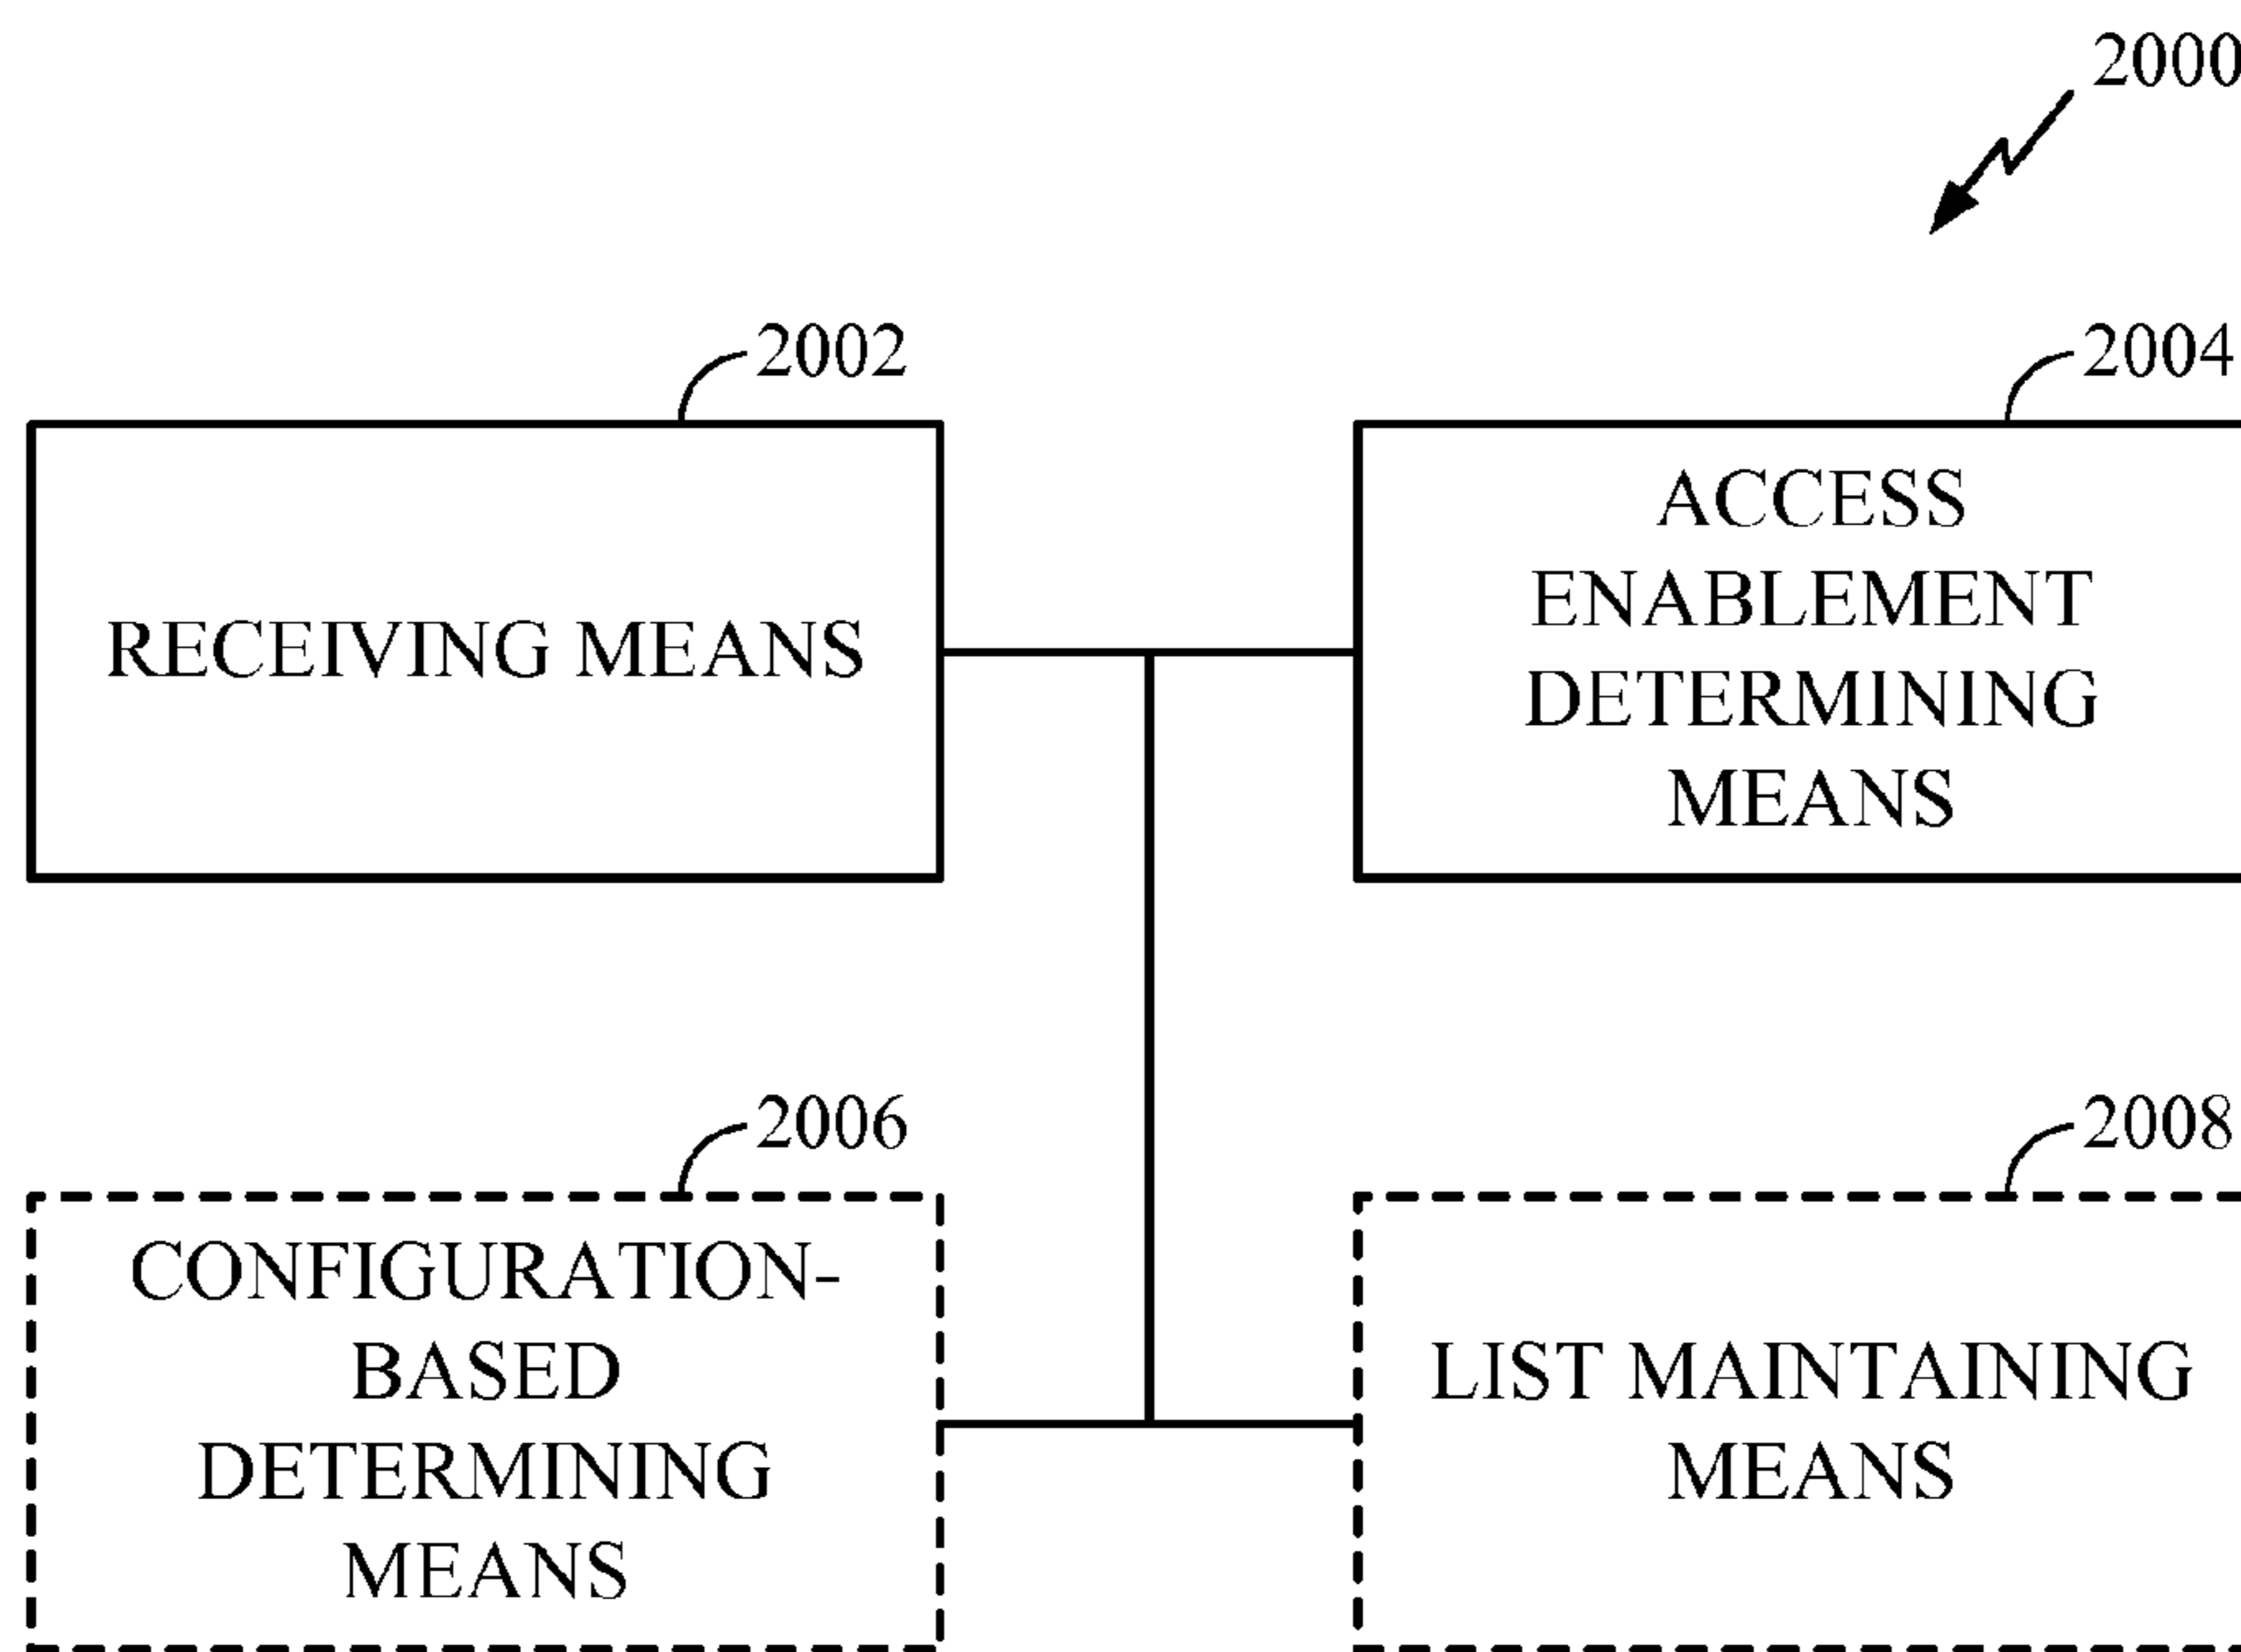 2000
2002
2004
RECEIVING MEANS
ACCESS
ENABLEMENT
DETERMINING
MEANS
2006
2008
CONFIGURATION-
BASED
DETERMINING
MEANS
LIST MAINTAINING
MEANS